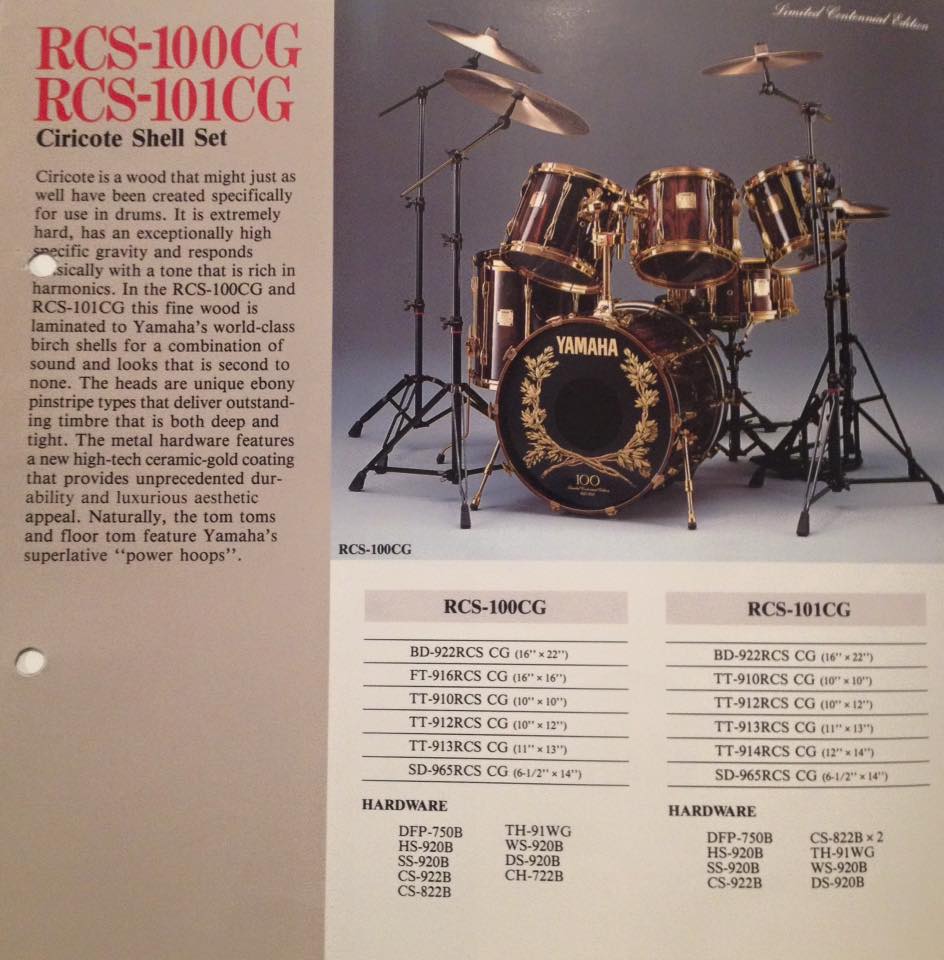 RCS-100CG
RCS-101CG
Ciricote Shell Set
Ciricote is a wood that might just as
well have been created specifically
for use in drums. It is extremely
hard, has an exceptionally high
specific gravity and responds
sically with a tone that is rich in
harmonics. In the RCS-100CG and
RCS-101CG this fine wood is
laminated to Yamaha's world-class
birch shells for a combination of
sound and looks that is second to
none. The heads are unique ebony
pinstripe types that deliver outstand-
ing timbre that is both deep and
tight. The metal hardware features
a new high-tech ceramic-gold coating
that provides unprecedented dur-
ability and luxurious aesthetic
appeal. Naturally, the tom toms
and floor tom feature Yamaha's
superlative "power hoops".
Limited Centennial Edition
YAMAHA
100
Limited Centennial Edition
RCS-100CG
RCS-100CG
BD-922RCS CG (16" × 22")
FT-916RCS CG (16" × 16")
TT-910RCS CG (10" × 10")
TT-912RCS CG (10" × 12")
TT-913RCS CG (11" × 13")
SD-965RCS CG (6-1/2" × 14")
HARDWARE
DFP-750B
HS-920B
SS-920B
CS-922B
CS-822B
TH-91WG
WS-920B
DS-920B
CH-722B
RCS-101CG
BD-922RCS CG (16" × 22")
TT-910RCS CG (10" × 10")
TT-912RCS CG (10" × 12")
TT-913RCS CG (11" × 13")
TT-914RCS CG (12" × 14")
SD-965RCS CG (6-1/2" × 14")
HARDWARE
DFP-750B
HS-920B
SS-920B
CS-922B
CS-822B × 2
TH-91WG
WS-920B
DS-920B